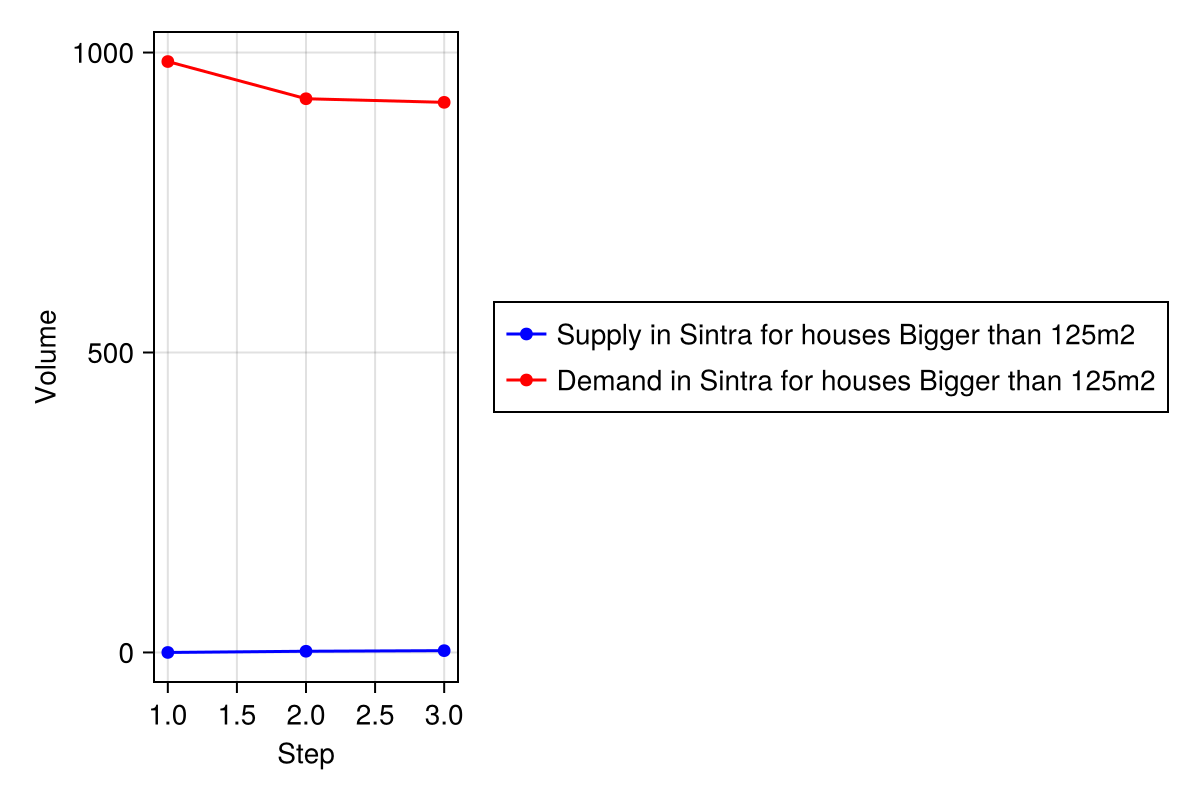 1000
500
0
Volume
1.0 1.5 2.0 2.5 3.0
Step
Supply in Sintra for houses Bigger than 125m2
Demand in Sintra for houses Bigger than 125m2